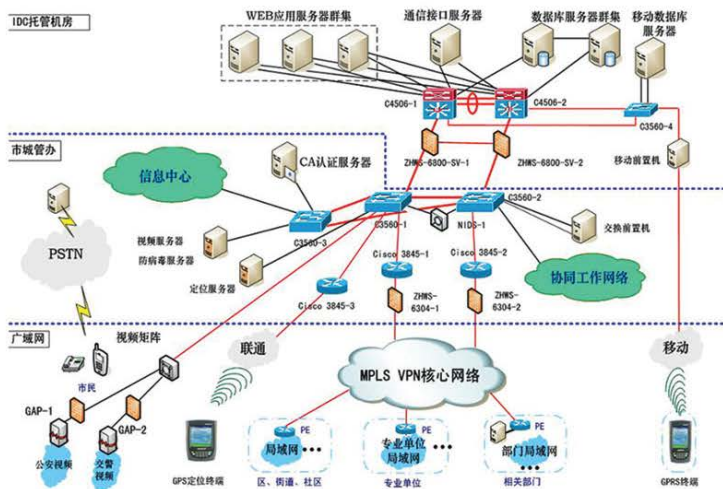 IDC托管机房
WEB应用服务器群集
通信接口服务器
数据库服务器群集
移动数据库
服务器
C4506-1
C4506-2
C3560-4
市城管办
CA认证服务器
ZHWS-6800-SV-1
ZHWS-6800-SV-2
移动前置机
信息中心
C3560-2
C3560-1
NIDS-1
C3560-3
视频服务器
防病毒服务器
交换前置机
PSTN
定位服务器
Cisco 3845-1
Cisco 3845-2
协同工作网络
Cisco 3845-3
ZHWS-
6304-1
ZHWS-
6304-2
广域网
视频矩阵
联通
移动
市民
MPLS VPN核心网络
GAP-1
GAP-2
PE
PE
PE
局域网
专业单位
局域网
部门局域网
公安视频
交警
视频
GPS定位终端
区、街道、社区
专业单位
相关部门
GPRS终端